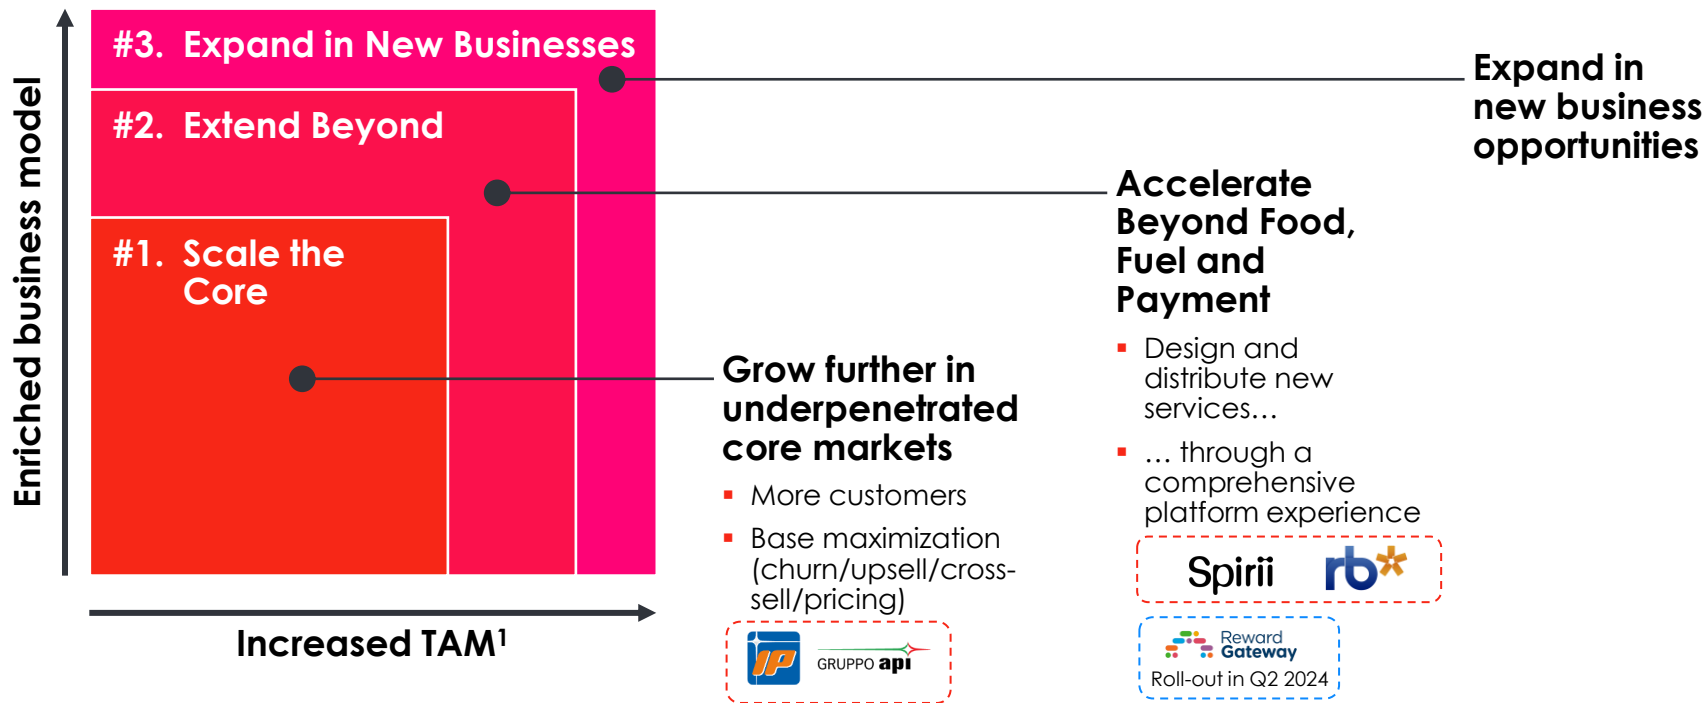 Enriched business model
#3. Expand in New Businesses
#2. Extend Beyond
#1. Scale the
Core
Increased TAM¹
Grow further in
underpenetrated
core markets
▪ More customers
▪ Base maximization
(churn/upsell/cross-
sell/pricing)
IP
GRUPPO api
Accelerate
Beyond Food,
Fuel and
Payment
▪ Design and
distribute new
services…
▪ … through a
comprehensive
platform experience
Spirii
rb
Reward
Gateway
Roll-out in Q2 2024
Expand in
new business
opportunities